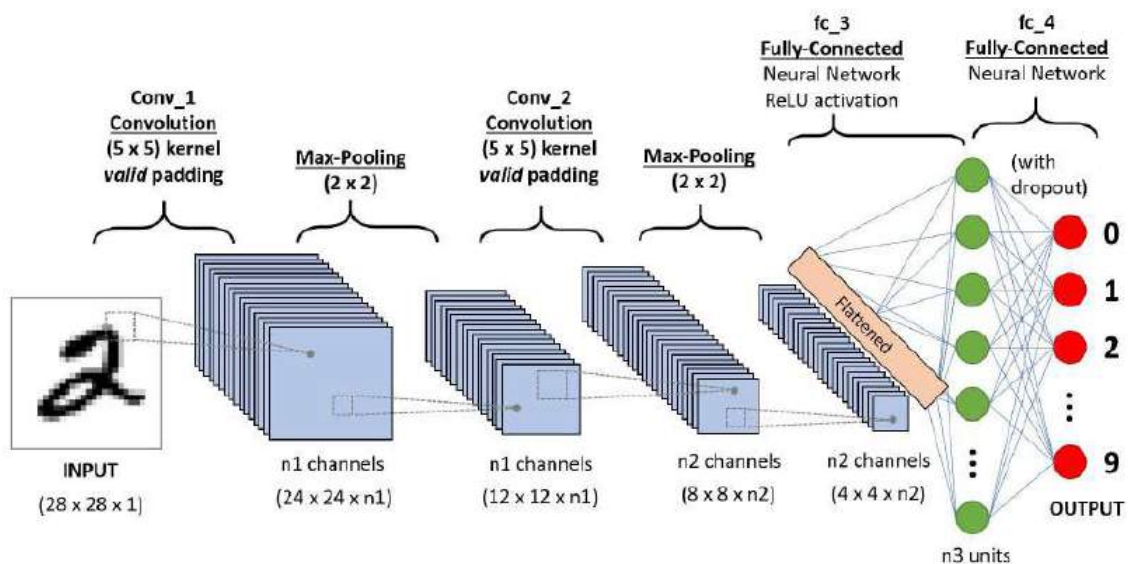 Conv_1
Convolution
(5 x 5) kernel
valid padding
Max-Pooling
(2 x 2)
Conv_2
Convolution
(5 x 5) kernel
valid padding
Max-Pooling
(2 x 2)
fc_3
Fully-Connected
Neural Network
ReLU activation
fc_4
Fully-Connected
Neural Network
(with
dropout)
Flattened
0
1
2
9
OUTPUT
INPUT
(28 x 28 x 1)
n1 channels
(24 x 24 x n1)
n1 channels
(12 x 12 x n1)
n2 channels
(8 x 8 x n2)
n2 channels
(4 x 4 x n2)
n3 units
2